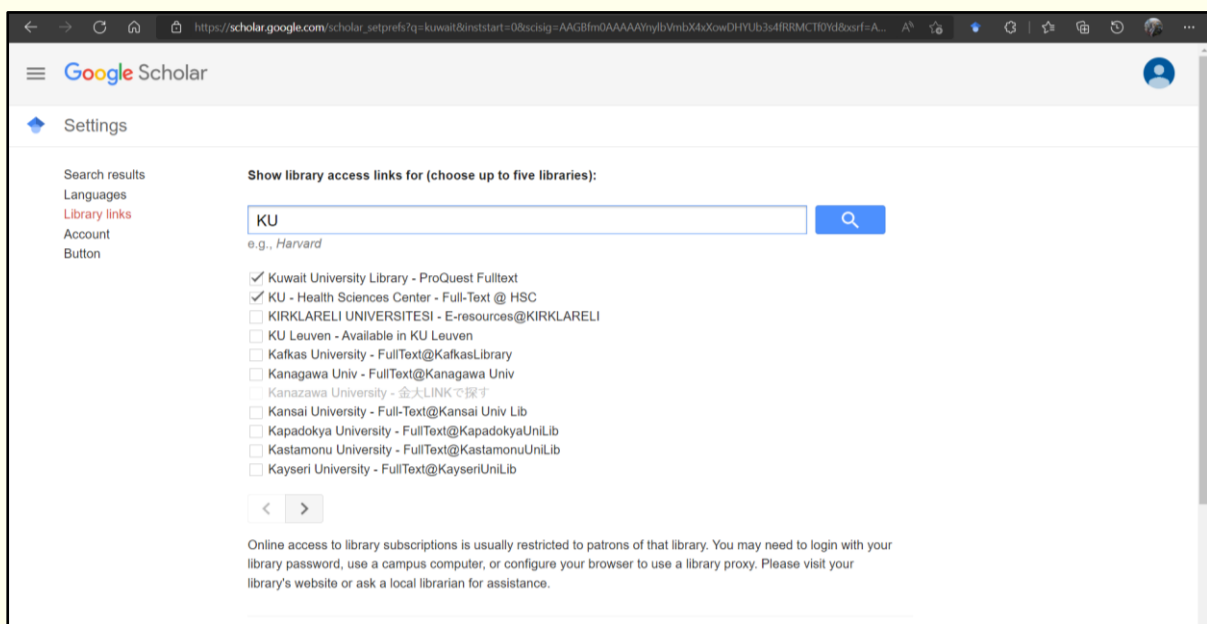 https://scholar.google.com/scholar_setprefs?q=kuwait&inststart=0&scisig=AAGBfm0AAAAAYnylbVmbX4xXowDHYUb3s4fRRMCTf0Yd&oxsrf=A...
Google Scholar
Settings
Search results
Languages
Library links
Account
Button
Show library access links for (choose up to five libraries):
KU
e.g., Harvard
Kuwait University Library - ProQuest Fulltext
KU - Health Sciences Center - Full-Text @ HSC
KIRKLARELI UNIVERSITESI - E-resources@KIRKLARELI
KU Leuven - Available in KU Leuven
Kafkas University - FullText@KafkasLibrary
Kanagawa Univ - FullText@Kanagawa Univ
Kanazawa University - 金大LINKで探す
Kansai University - Full-Text@Kansai Univ Lib
Kapadokya University - FullText@KapadokyaUniLib
Kastamonu University - FullText@KastamonuUniLib
Kayseri University - FullText@KayseriUniLib
Online access to library subscriptions is usually restricted to patrons of that library. You may need to login with your
library password, use a campus computer, or configure your browser to use a library proxy. Please visit your
library's website or ask a local librarian for assistance.